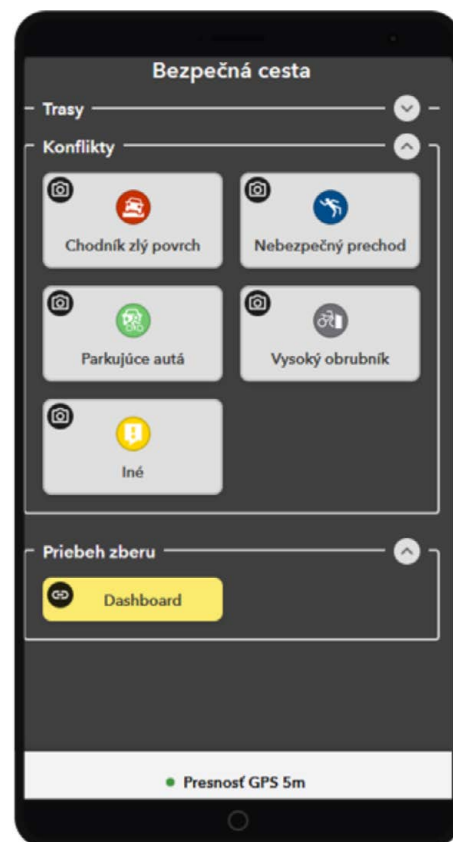 Bezpečná cesta
Trasy
Konflikty
Chodník zlý povrch
Nebezpečný prechod
Parkujúce autá
Vysoký obrubník
Iné
Priebeh zberu
Dashboard
Presnosť GPS 5m